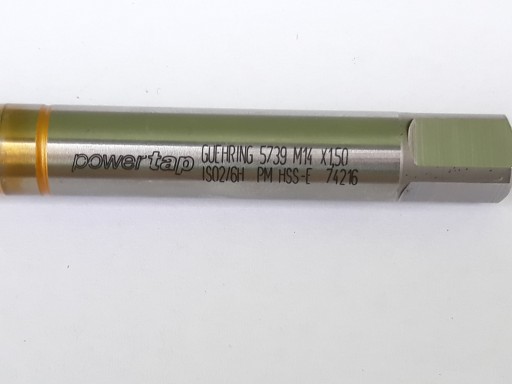 powertap
GUEHRING 5739 M14 X1,50
ISO2/6H PM HSS-E 74216